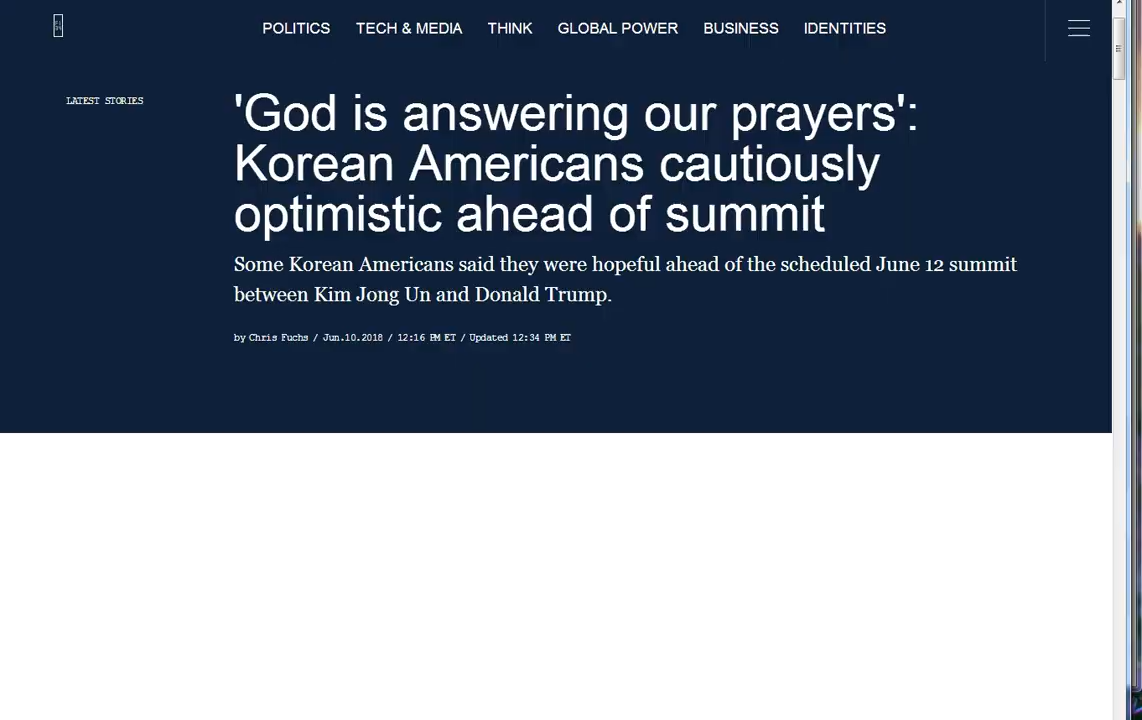 POLITICS TECH & MEDIA THINK GLOBAL POWER BUSINESS IDENTITIES
LATEST STORIES
'God is answering our prayers':
Korean Americans cautiously
optimistic ahead of summit
Some Korean Americans said they were hopeful ahead of the scheduled June 12 summit
between Kim Jong Un and Donald Trump.
by Chris Fuchs / Jun.10.2018 / 12:16 PM ET / Updated 12:34 PM ET